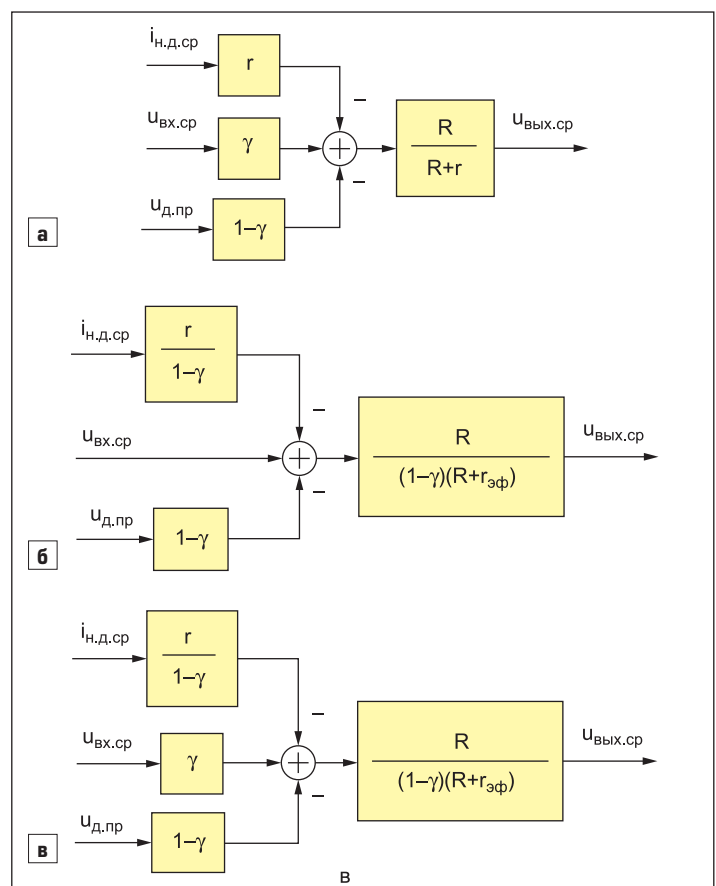 iн.д.ср
r
–
uвх.ср
γ
+
R
R+r
uвых.ср
–
uд.пр
1–γ
а
iн.д.ср
r
1–γ
–
uвх.ср
+
R
(1–γ)(R+rэф)
uвых.ср
–
uд.пр
1–γ
б
iн.д.ср
r
1–γ
–
uвх.ср
γ
+
R
(1–γ)(R+rэф)
uвых.ср
–
uд.пр
1–γ
в
в